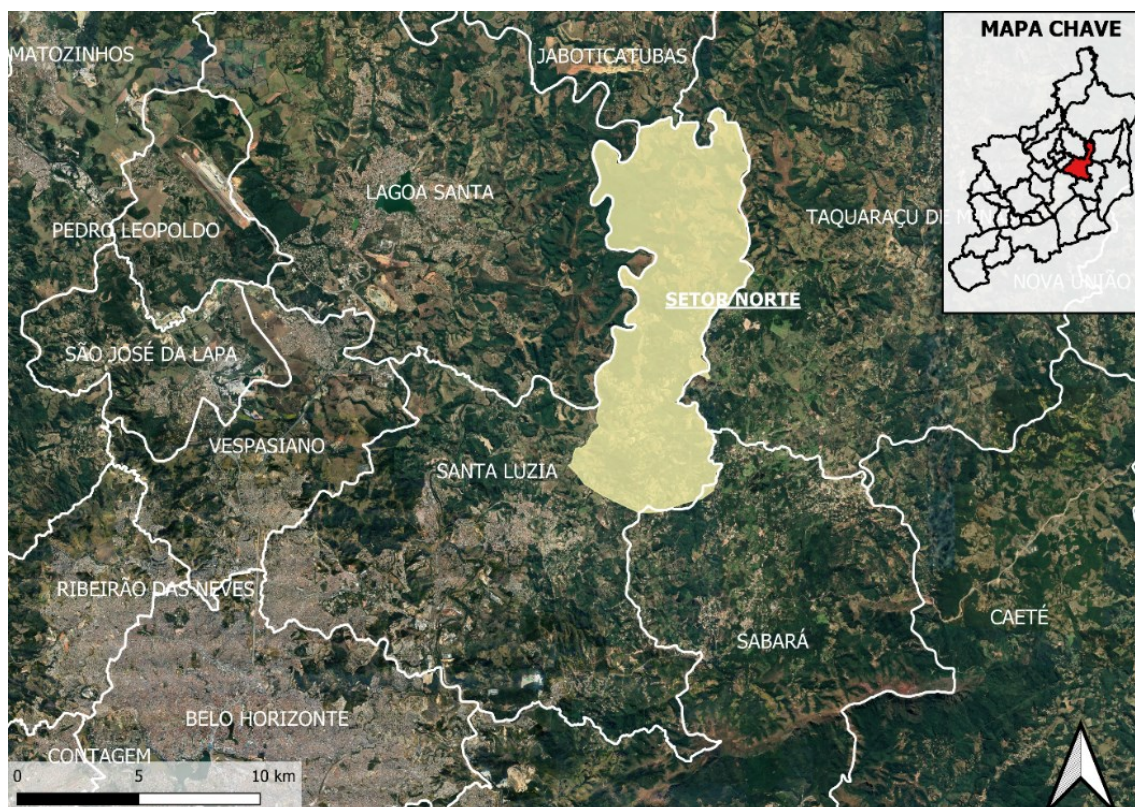 MATOZINHOS
JABOTICATUBAS
MAPA CHAVE
LAGOA SANTA
TAQUARAÇU DE MIN
PEDRO LEOPOLDO
NOVA UNIÃO
SETOR NORTE
SÃO JOSÉ DA LAPA
VESPASIANO
SANTA LUZIA
RIBEIRÃO DAS NEVES
CAETÉ
SABARÁ
BELO HORIZONTE
CONTAGEM
0 5 10 km